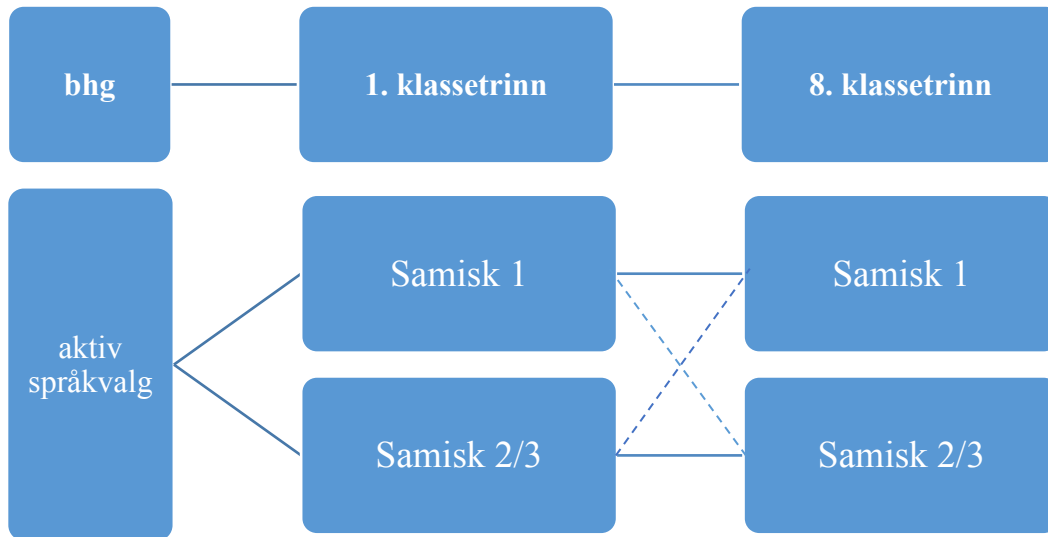 bhg
1. klassetrinn
8. klassetrinn
aktiv
språkvalg
Samisk 1
Samisk 1
Samisk 2/3
Samisk 2/3